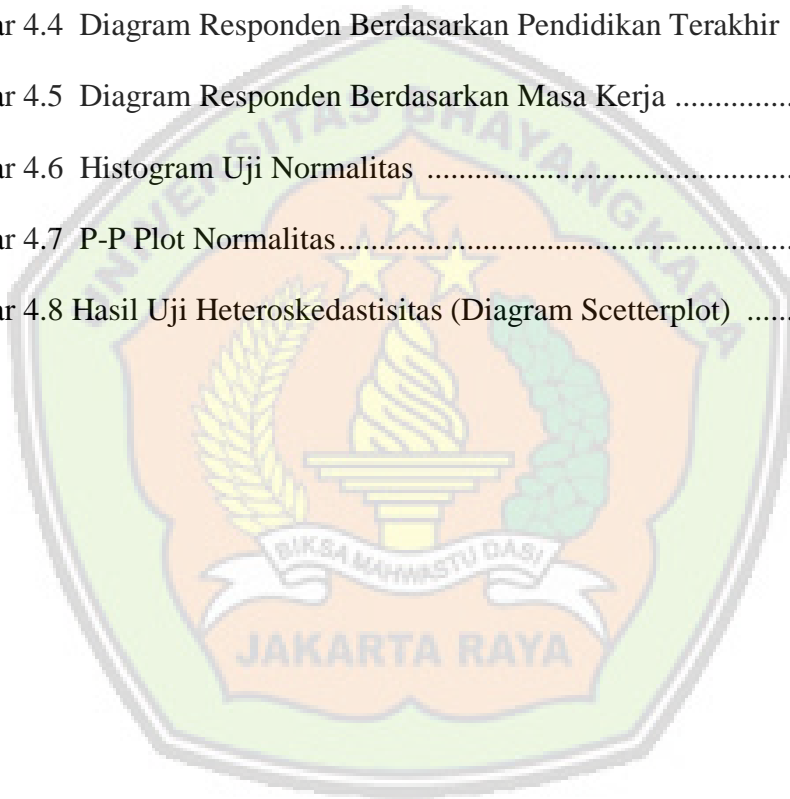 ar 4.4  Diagram Responden Berdasarkan Pendidikan Terakhir
ar 4.5  Diagram Responden Berdasarkan Masa Kerja ...............
ar 4.6  Histogram Uji Normalitas ..............................................
ar 4.7  P-P Plot Normalitas.........................................................
ar 4.8 Hasil Uji Heteroskedastisitas (Diagram Scetterplot) ......
UNIVERSITAS BHAYANGKARA
BIKSA MAHWASTU DASI
JAKARTA RAYA